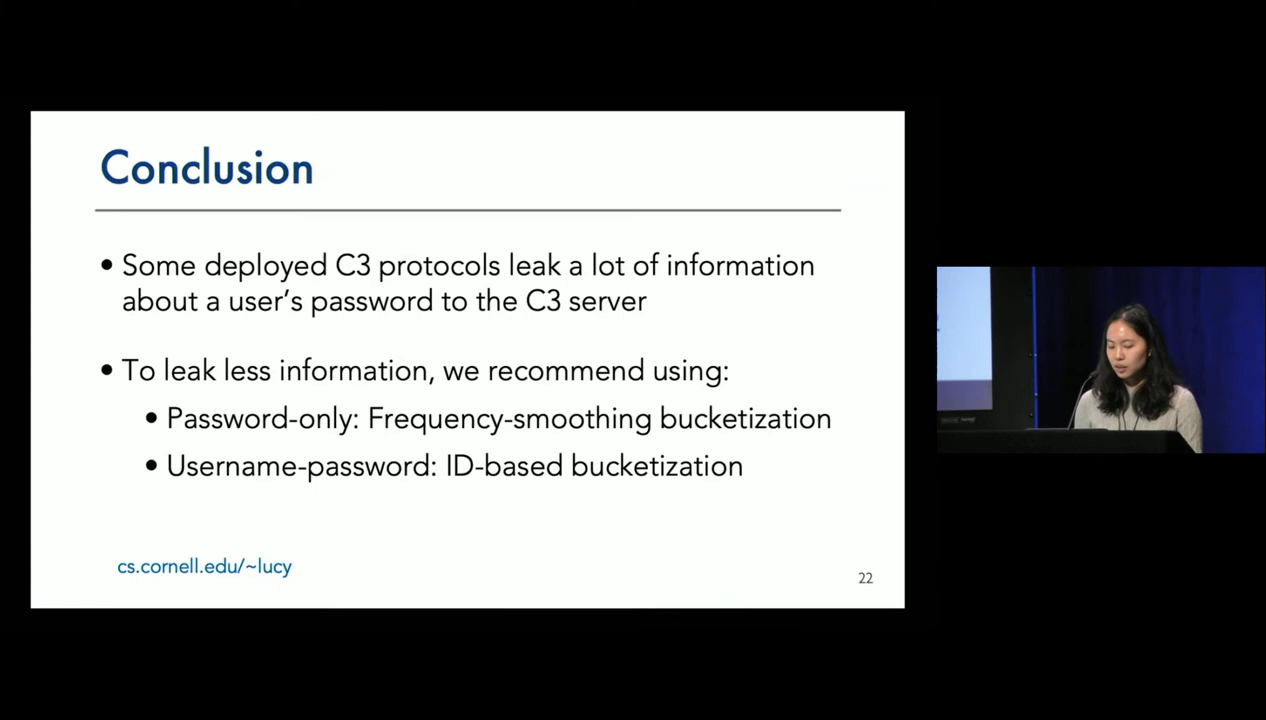 Conclusion
• Some deployed C3 protocols leak a lot of information
about a user's password to the C3 server
• To leak less information, we recommend using:
• Password-only: Frequency-smoothing bucketization
• Username-password: ID-based bucketization
cs.cornell.edu/~lucy
22